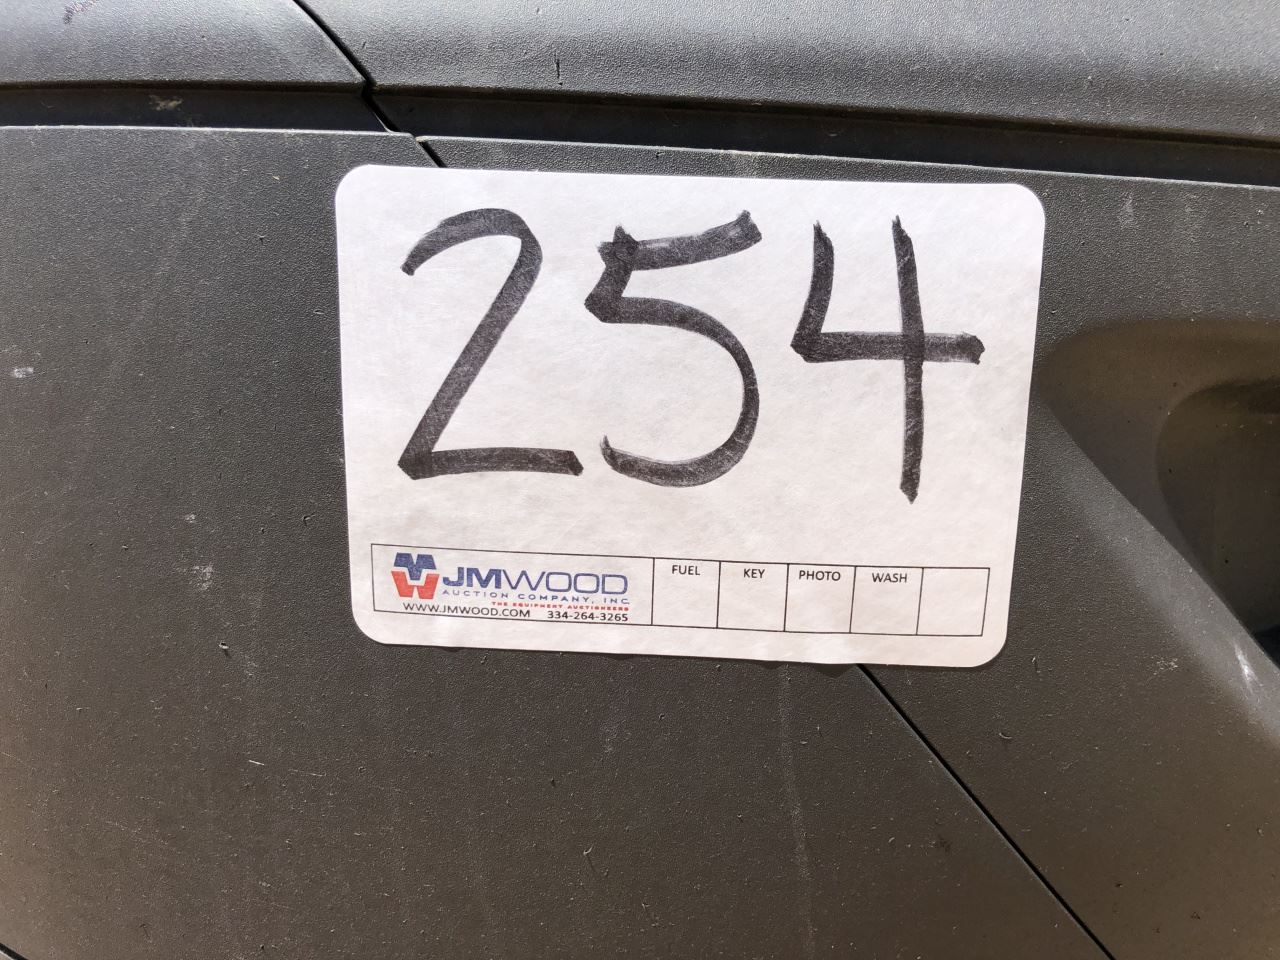 254
JMWOOD
AUCTION COMPANY, INC.
THE EQUIPMENT AUCTIONEERS
WWW.JMWOOD.COM 334-264-3265
FUEL KEY PHOTO WASH